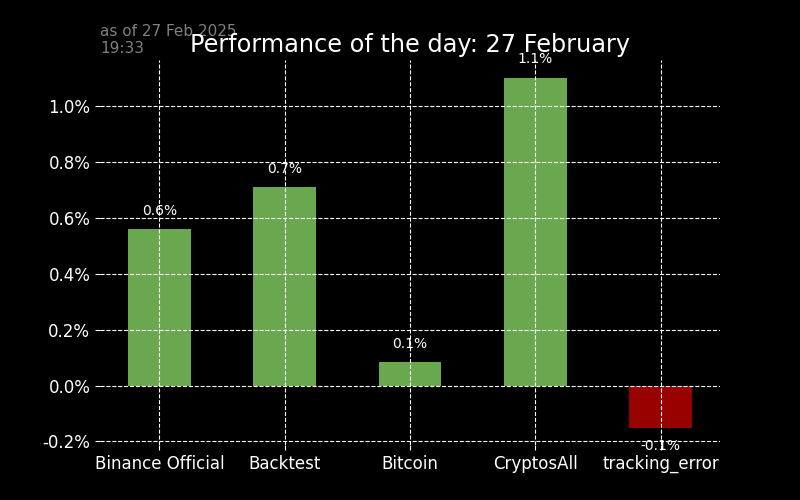 as of 27 Feb 2025
19:33
Performance of the day: 27 February
1.1%
1.0%
0.8%
0.7%
0.6%
0.6%
0.4%
0.2%
0.1%
0.0%
-0.2%
-0.1%
Binance Official
Backtest
Bitcoin
CryptosAll
tracking_error